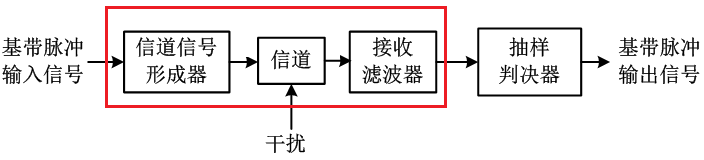 基带脉冲
输入信号
信道信号
形成器
信道
接收
滤波器
抽样
判决器
基带脉冲
输出信号
干扰